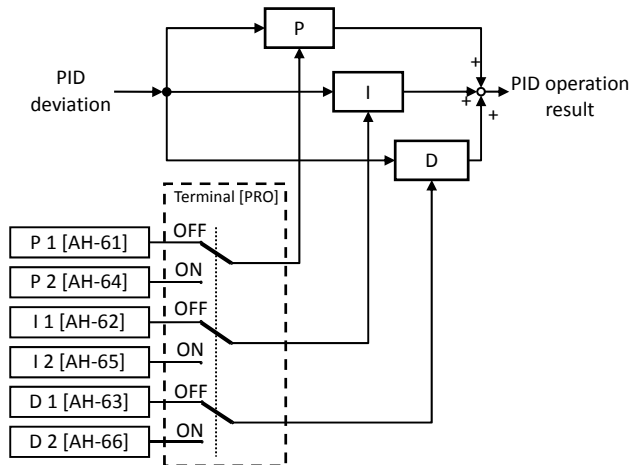 P
+
PID
deviation
I
+
PID operation
result
+
D
Terminal [PRO]
P 1 [AH-61]
OFF
P 2 [AH-64]
ON
I 1 [AH-62]
OFF
I 2 [AH-65]
ON
D 1 [AH-63]
OFF
D 2 [AH-66]
ON